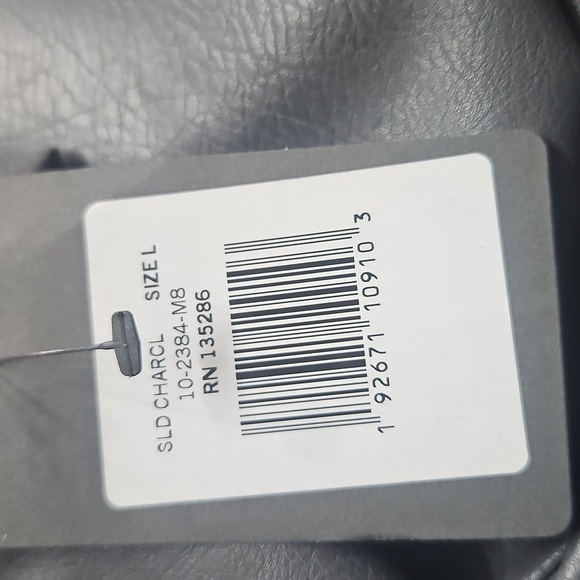 SLD CHARCL SIZE L
10-2384-M8
RN 135286
1 92671 10910 3